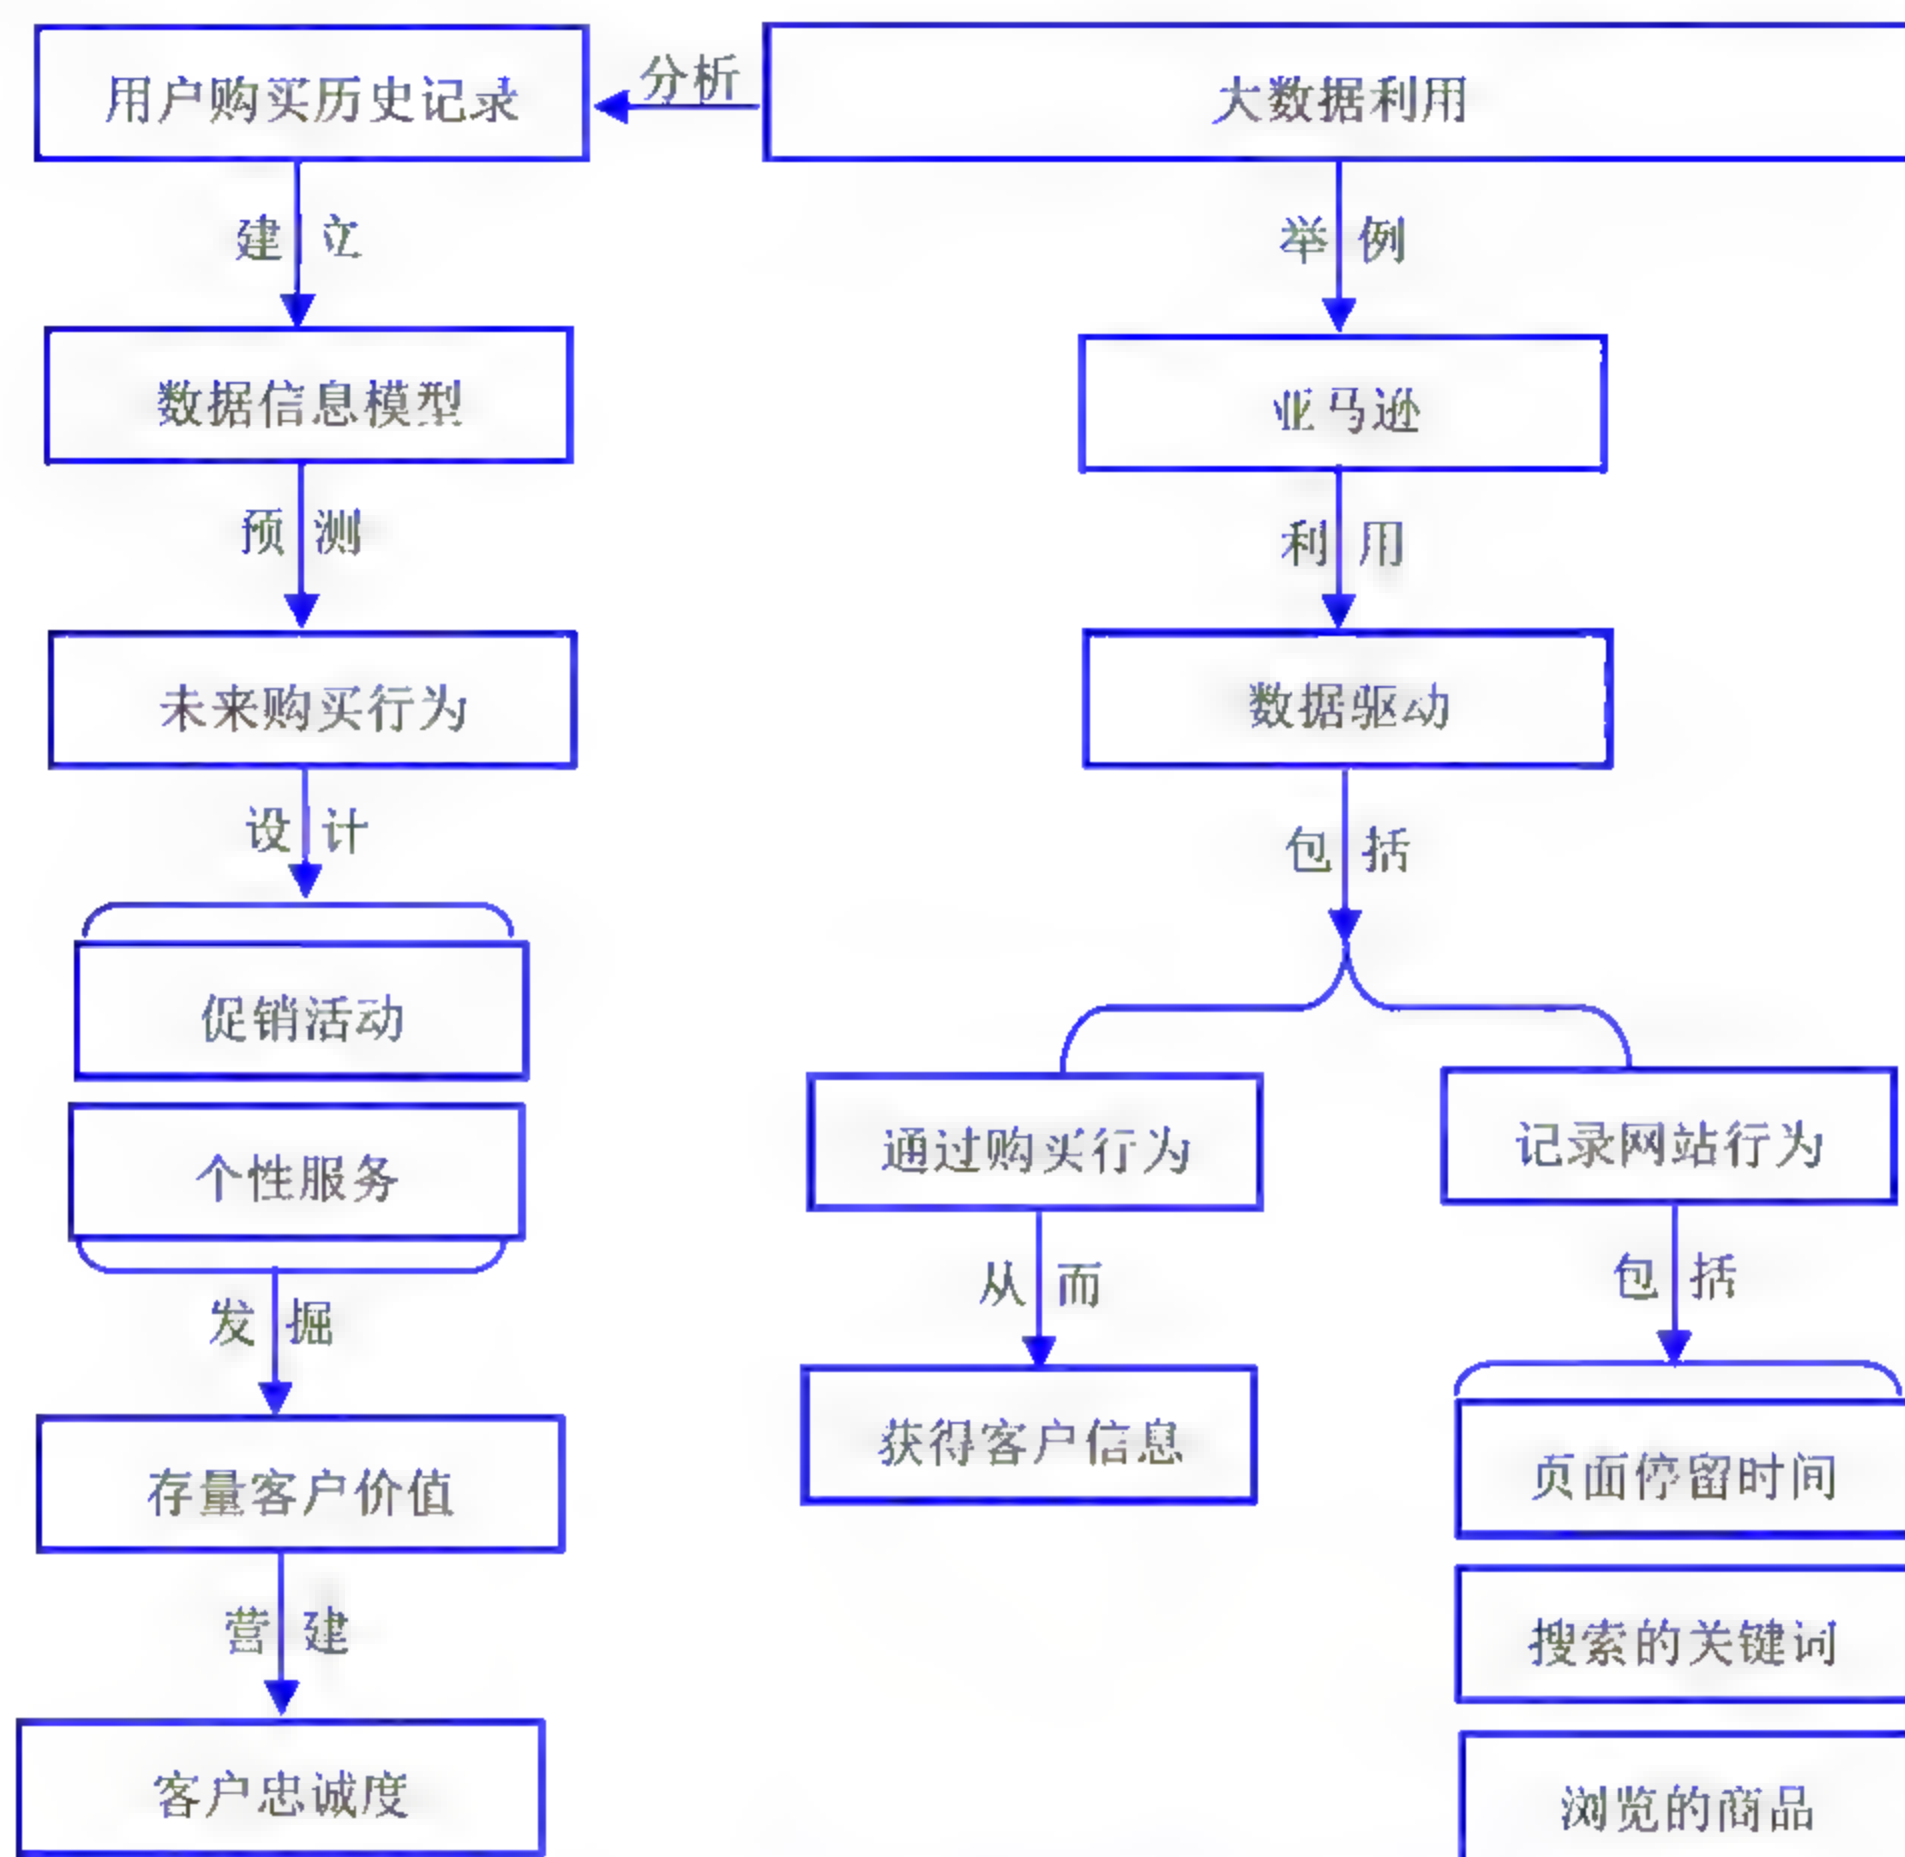 用户购买历史记录
分析
大数据利用
建立
举例
数据信息模型
亚马逊
预测
利用
未来购买行为
数据驱动
设计
包括
促销活动
通过购买行为
记录网站行为
个性服务
从而
包括
发掘
获得客户信息
页面停留时间
存量客户价值
营建
搜索的关键词
客户忠诚度
浏览的商品